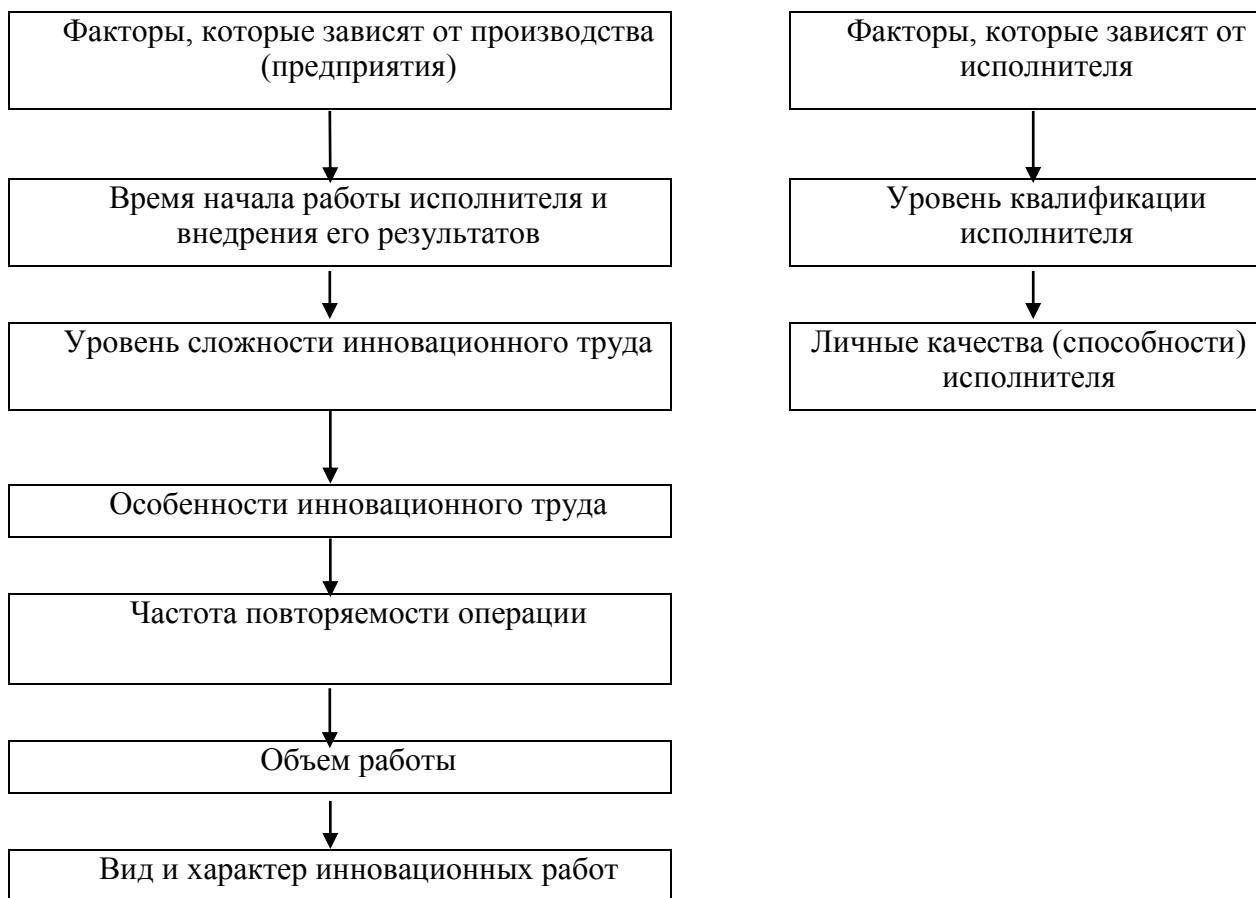 Факторы, которые зависят от производства
(предприятия)
Время начала работы исполнителя и
внедрения его результатов
Уровень сложности инновационного труда
Особенности инновационного труда
Частота повторяемости операции
Объем работы
Вид и характер инновационных работ
Факторы, которые зависят от
исполнителя
Уровень квалификации
исполнителя
Личные качества (способности)
исполнителя